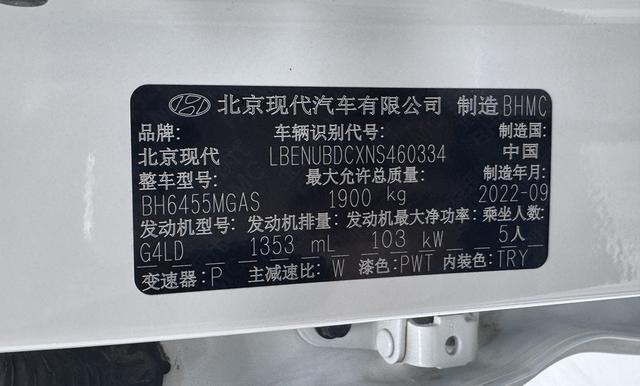 北京现代汽车有限公司 制造 BHMC
品牌: 车辆识别代号: 制造国:
北京现代 LBENUBDCXNS460334 中国
整车型号: 最大允许总质量: 制造年月:
BH6455MGAS 1900 kg 2022-09
发动机型号: 发动机排量: 发动机最大净功率: 乘坐人数:
G4LD 1353 mL 103 kW 5人
变速器: P 主减速比: W 漆色: PWT 内装色: TRY